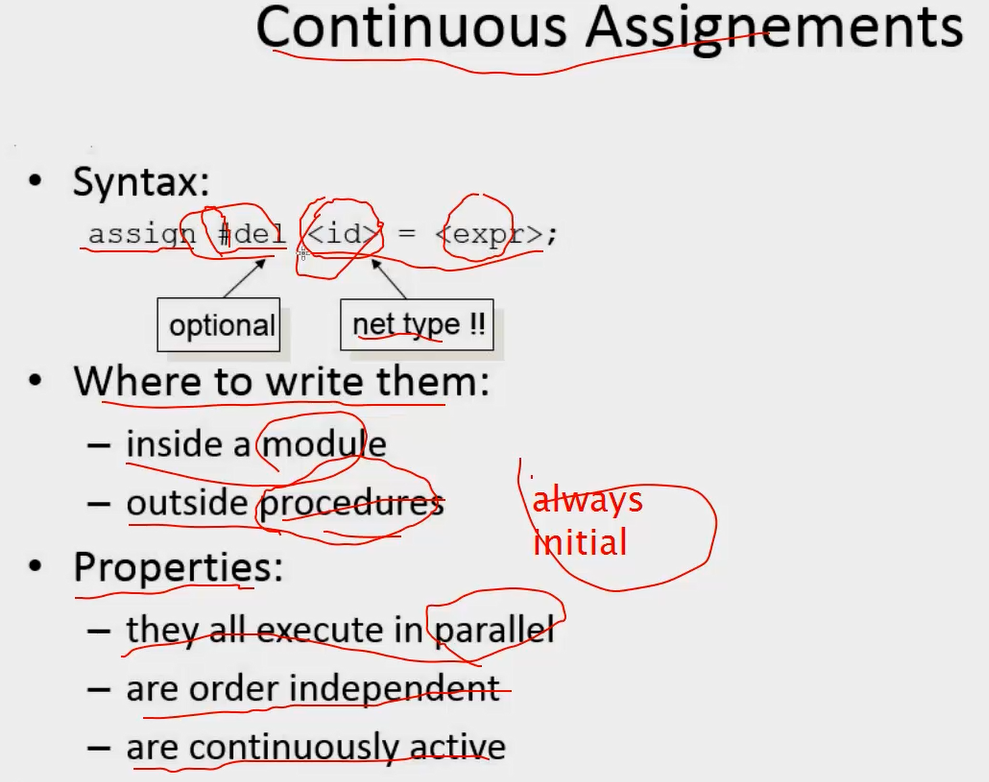 Continuous Assignements
• Syntax:
assign #del <id> = <expr>;
optional
net type !!
• Where to write them:
– inside a module
– outside procedures
always
initial
• Properties:
– they all execute in parallel
– are order independent
– are continuously active